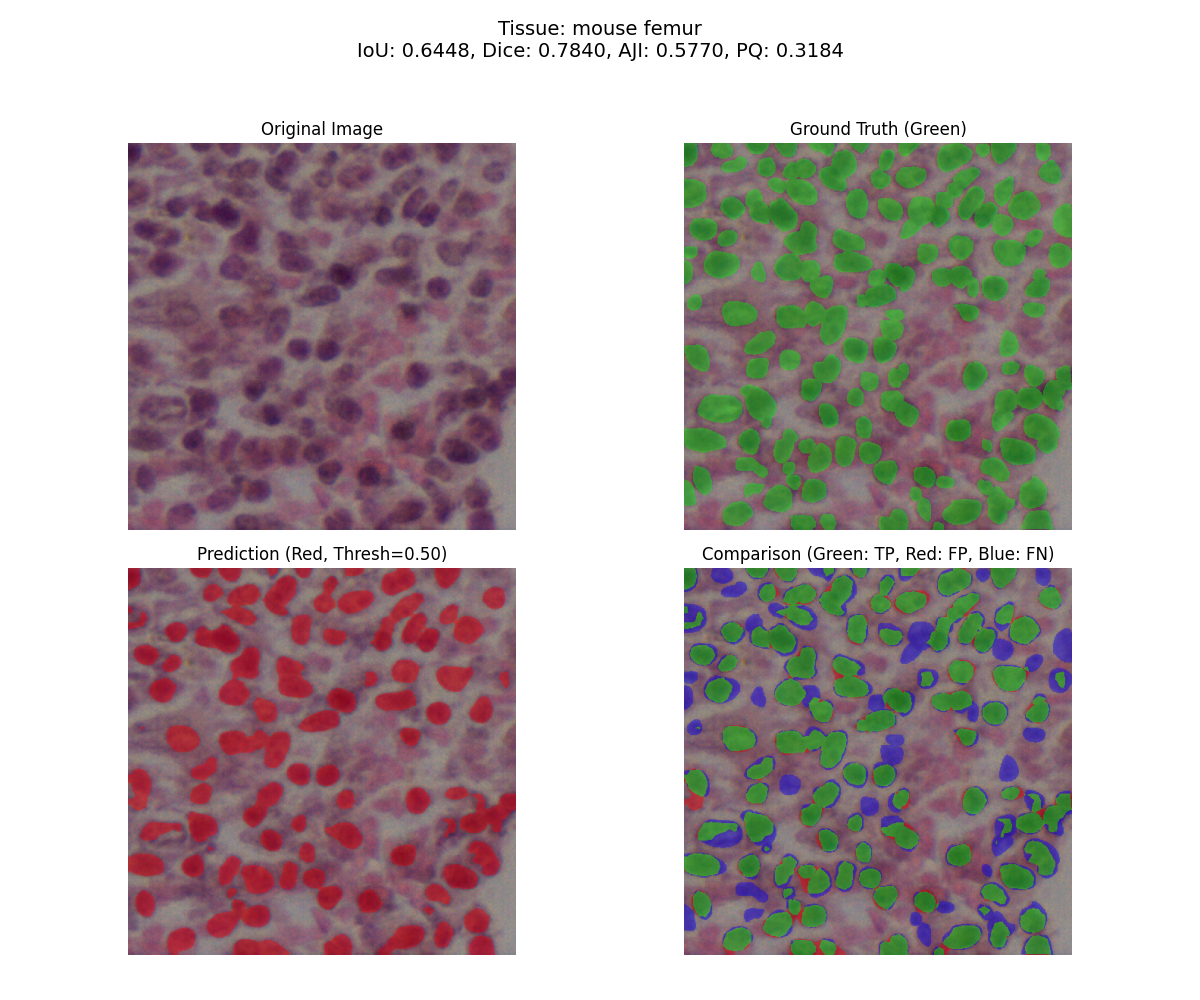 Tissue: mouse femur
IoU: 0.6448, Dice: 0.7840, AJI: 0.5770, PQ: 0.3184
Original Image
Ground Truth (Green)
Prediction (Red, Thresh=0.50)
Comparison (Green: TP, Red: FP, Blue: FN)